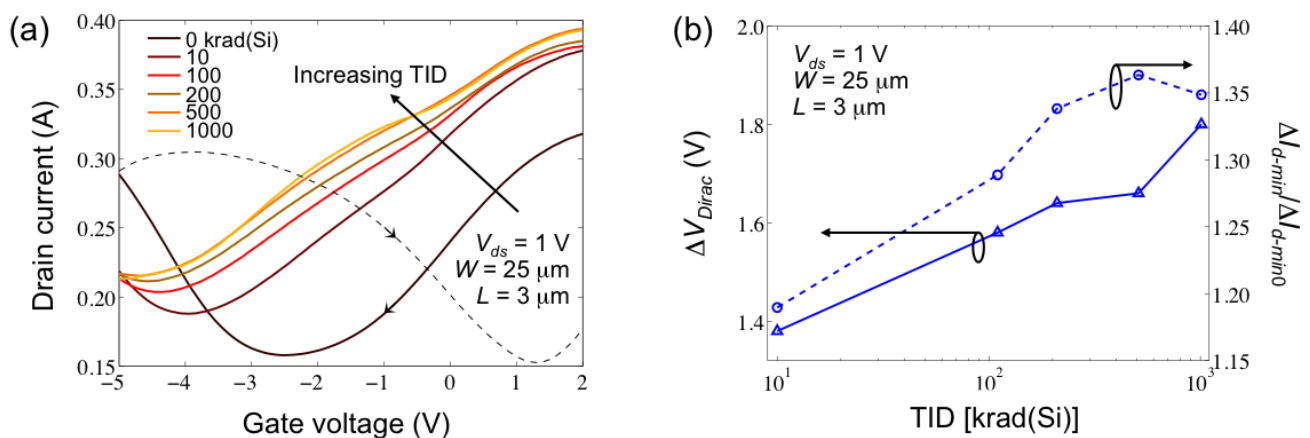 (a)
0.40
0.35
0.30
0.25
0.20
0.15
Drain current (A)
0 krad(Si)
10
100
200
500
1000
Increasing TID
V_ds = 1 V
W = 25 μm
L = 3 μm
-5
-4
-3
-2
-1
0
1
2
Gate voltage (V)
(b)
2.0
1.8
1.6
1.4
ΔV_Dirac (V)
V_ds = 1 V
W = 25 μm
L = 3 μm
1.40
1.35
1.30
1.25
1.20
1.15
ΔI_d-min/ΔI_d-min0
10^1
10^2
10^3
TID [krad(Si)]